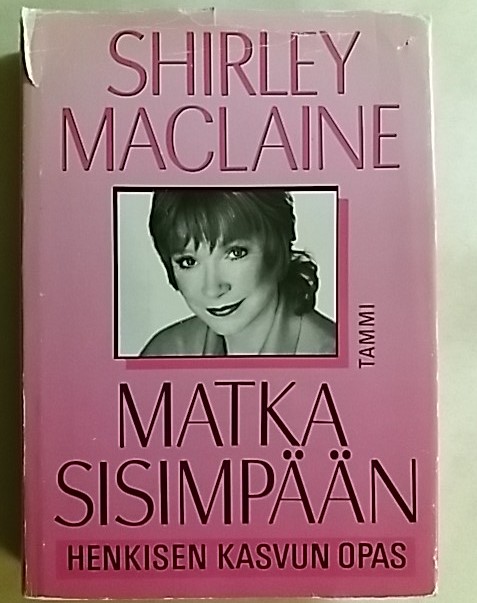 SHIRLEY
MACLAINE
TAMMI
MATKA
SISIMPÄÄN
HENKISEN KASVUN OPAS